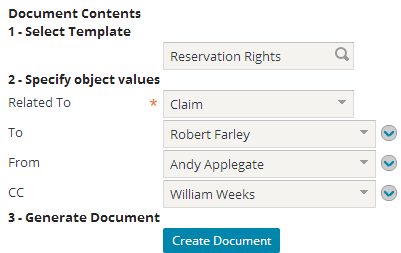 Document Contents
1 - Select Template
Reservation Rights
2 - Specify object values
Related To * Claim
To Robert Farley
From Andy Applegate
CC William Weeks
3 - Generate Document
Create Document